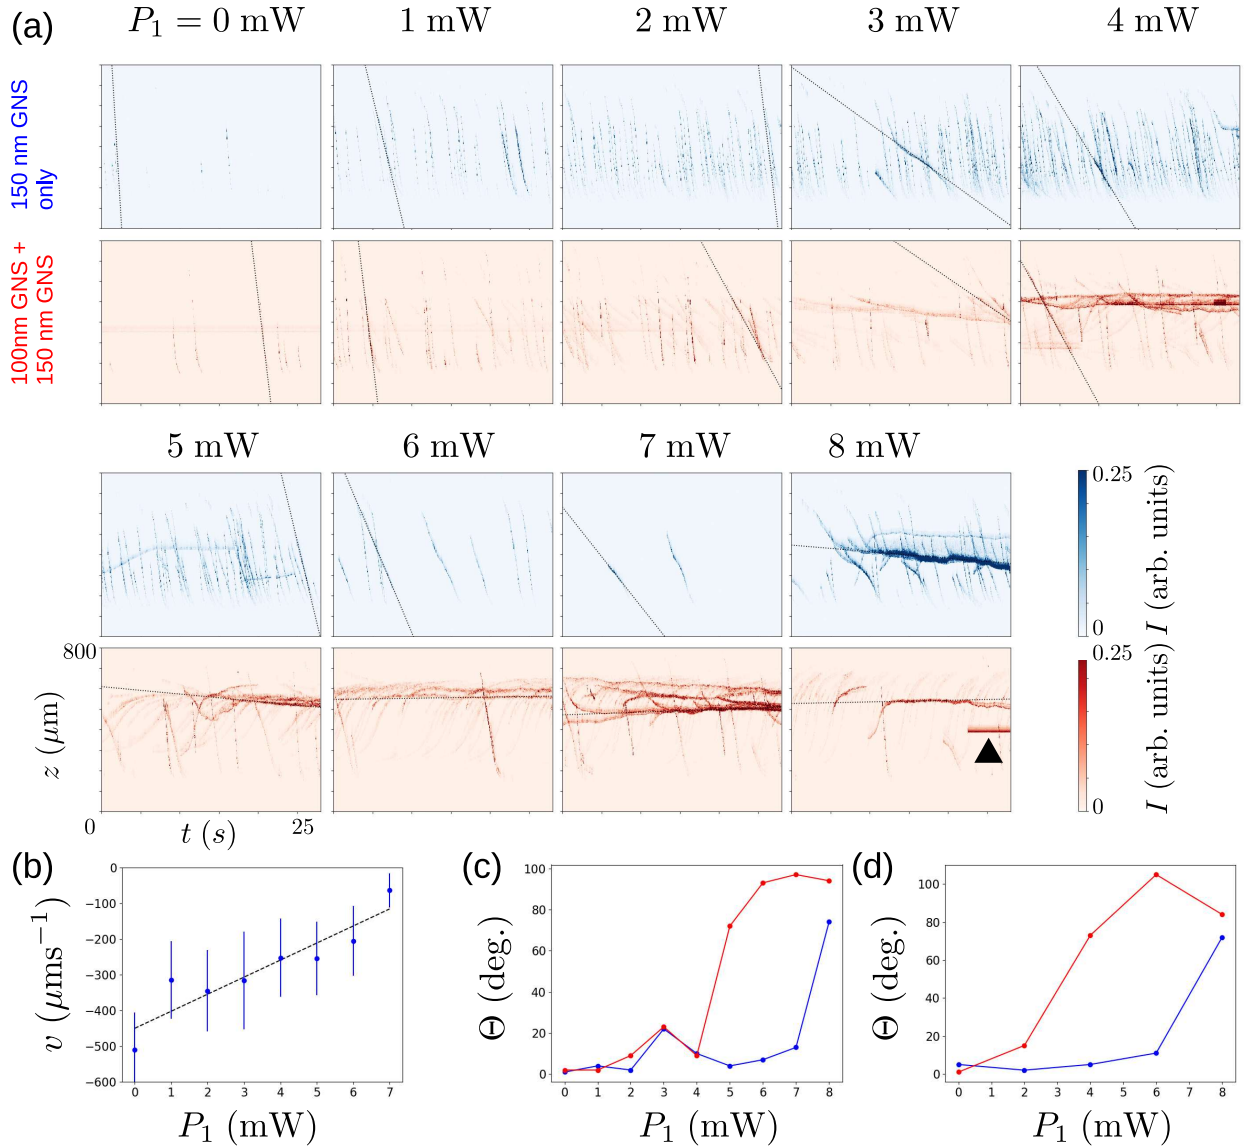 (a)
P₁ = 0 mW
1 mW
2 mW
3 mW
4 mW
150 nm GNS
only
100nm GNS +
150 nm GNS
5 mW
6 mW
7 mW
8 mW
0.25
0
I (arb. units)
0.25
0
I (arb. units)
800
z (μm)
0
t (s)
25
(b)
0
−100
−200
−300
−400
−500
−600
v (μms⁻¹)
0 1 2 3 4 5 6 7
P₁ (mW)
(c)
100
80
60
40
20
0
Θ (deg.)
0 1 2 3 4 5 6 7 8
P₁ (mW)
(d)
100
80
60
40
20
0
Θ (deg.)
0 1 2 3 4 5 6 7 8
P₁ (mW)